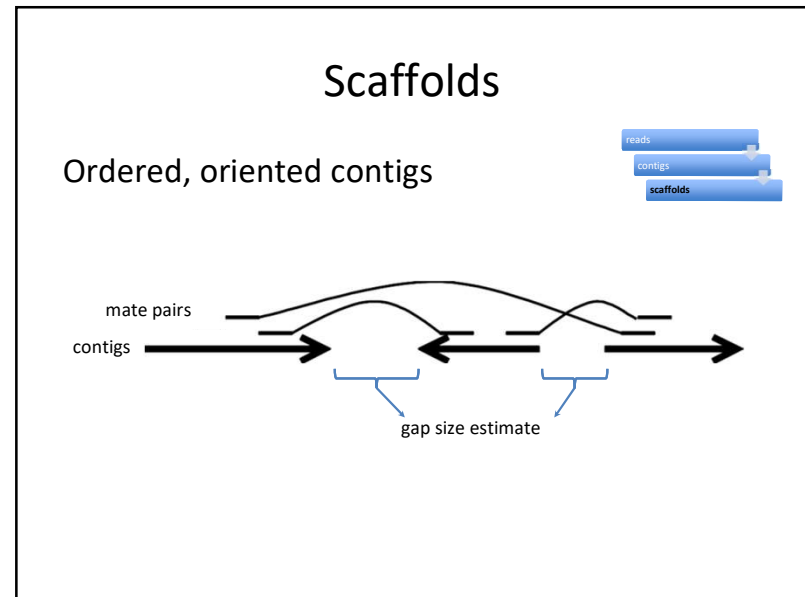 Scaffolds
Ordered, oriented contigs
reads
contigs
scaffolds
mate pairs
contigs
gap size estimate